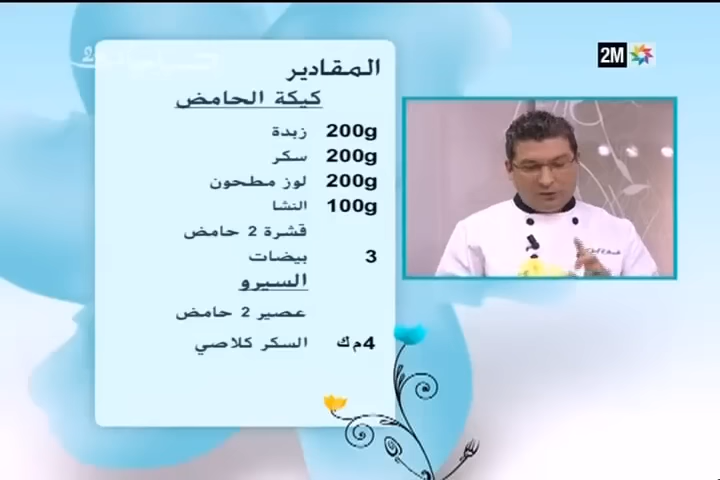 2M
المقادير
كيكة الحامض
200g زبدة
200g سكر
200g لوز مطحون
100g النشا
قشرة 2 حامض
3 بيضات
السيرو
عصير 2 حامض
4م ك السكر كلاصي